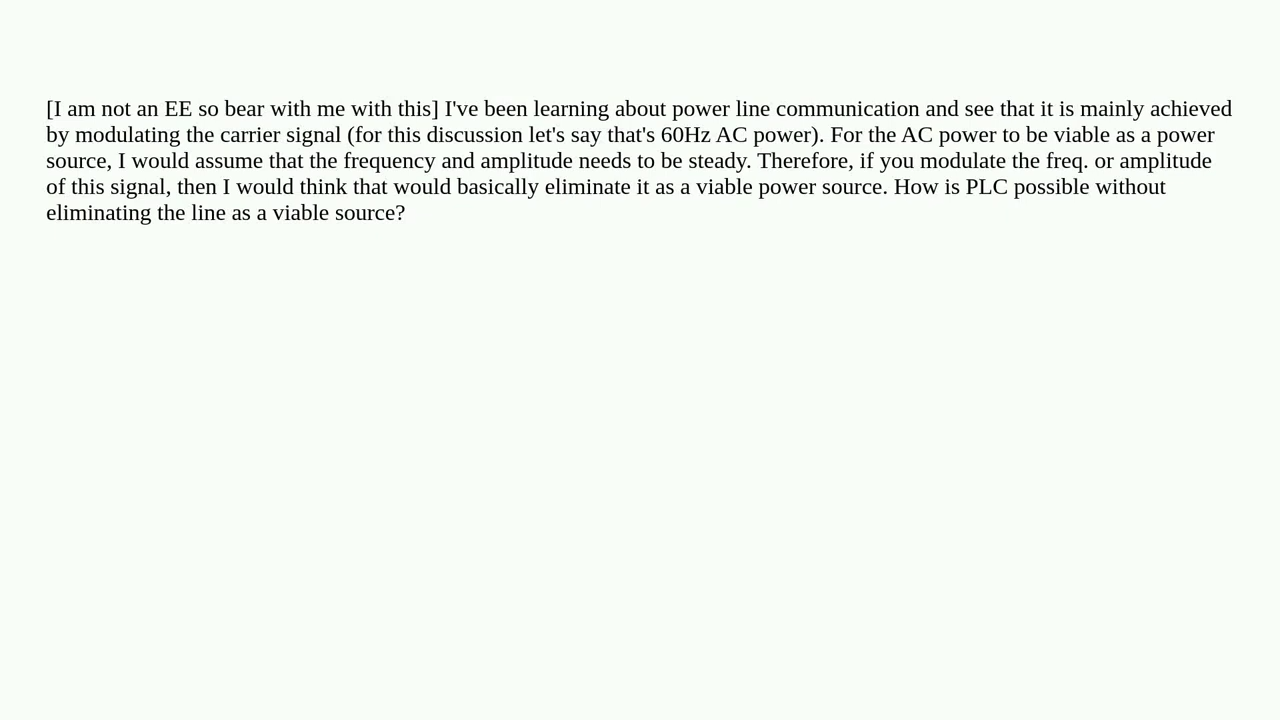 [I am not an EE so bear with me with this] I've been learning about power line communication and see that it is mainly achieved
by modulating the carrier signal (for this discussion let's say that's 60Hz AC power). For the AC power to be viable as a power
source, I would assume that the frequency and amplitude needs to be steady. Therefore, if you modulate the freq. or amplitude
of this signal, then I would think that would basically eliminate it as a viable power source. How is PLC possible without
eliminating the line as a viable source?